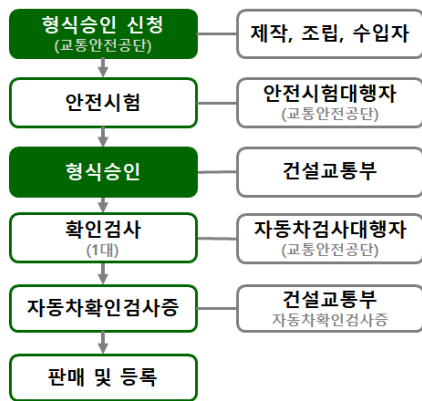 형식승인 신청
(교통안전공단)
제작, 조립, 수입자
안전시험
안전시험대행자
(교통안전공단)
형식승인
건설교통부
확인검사
(1대)
자동차검사대행자
(교통안전공단)
자동차확인검사증
건설교통부
자동차확인검사증
판매 및 등록